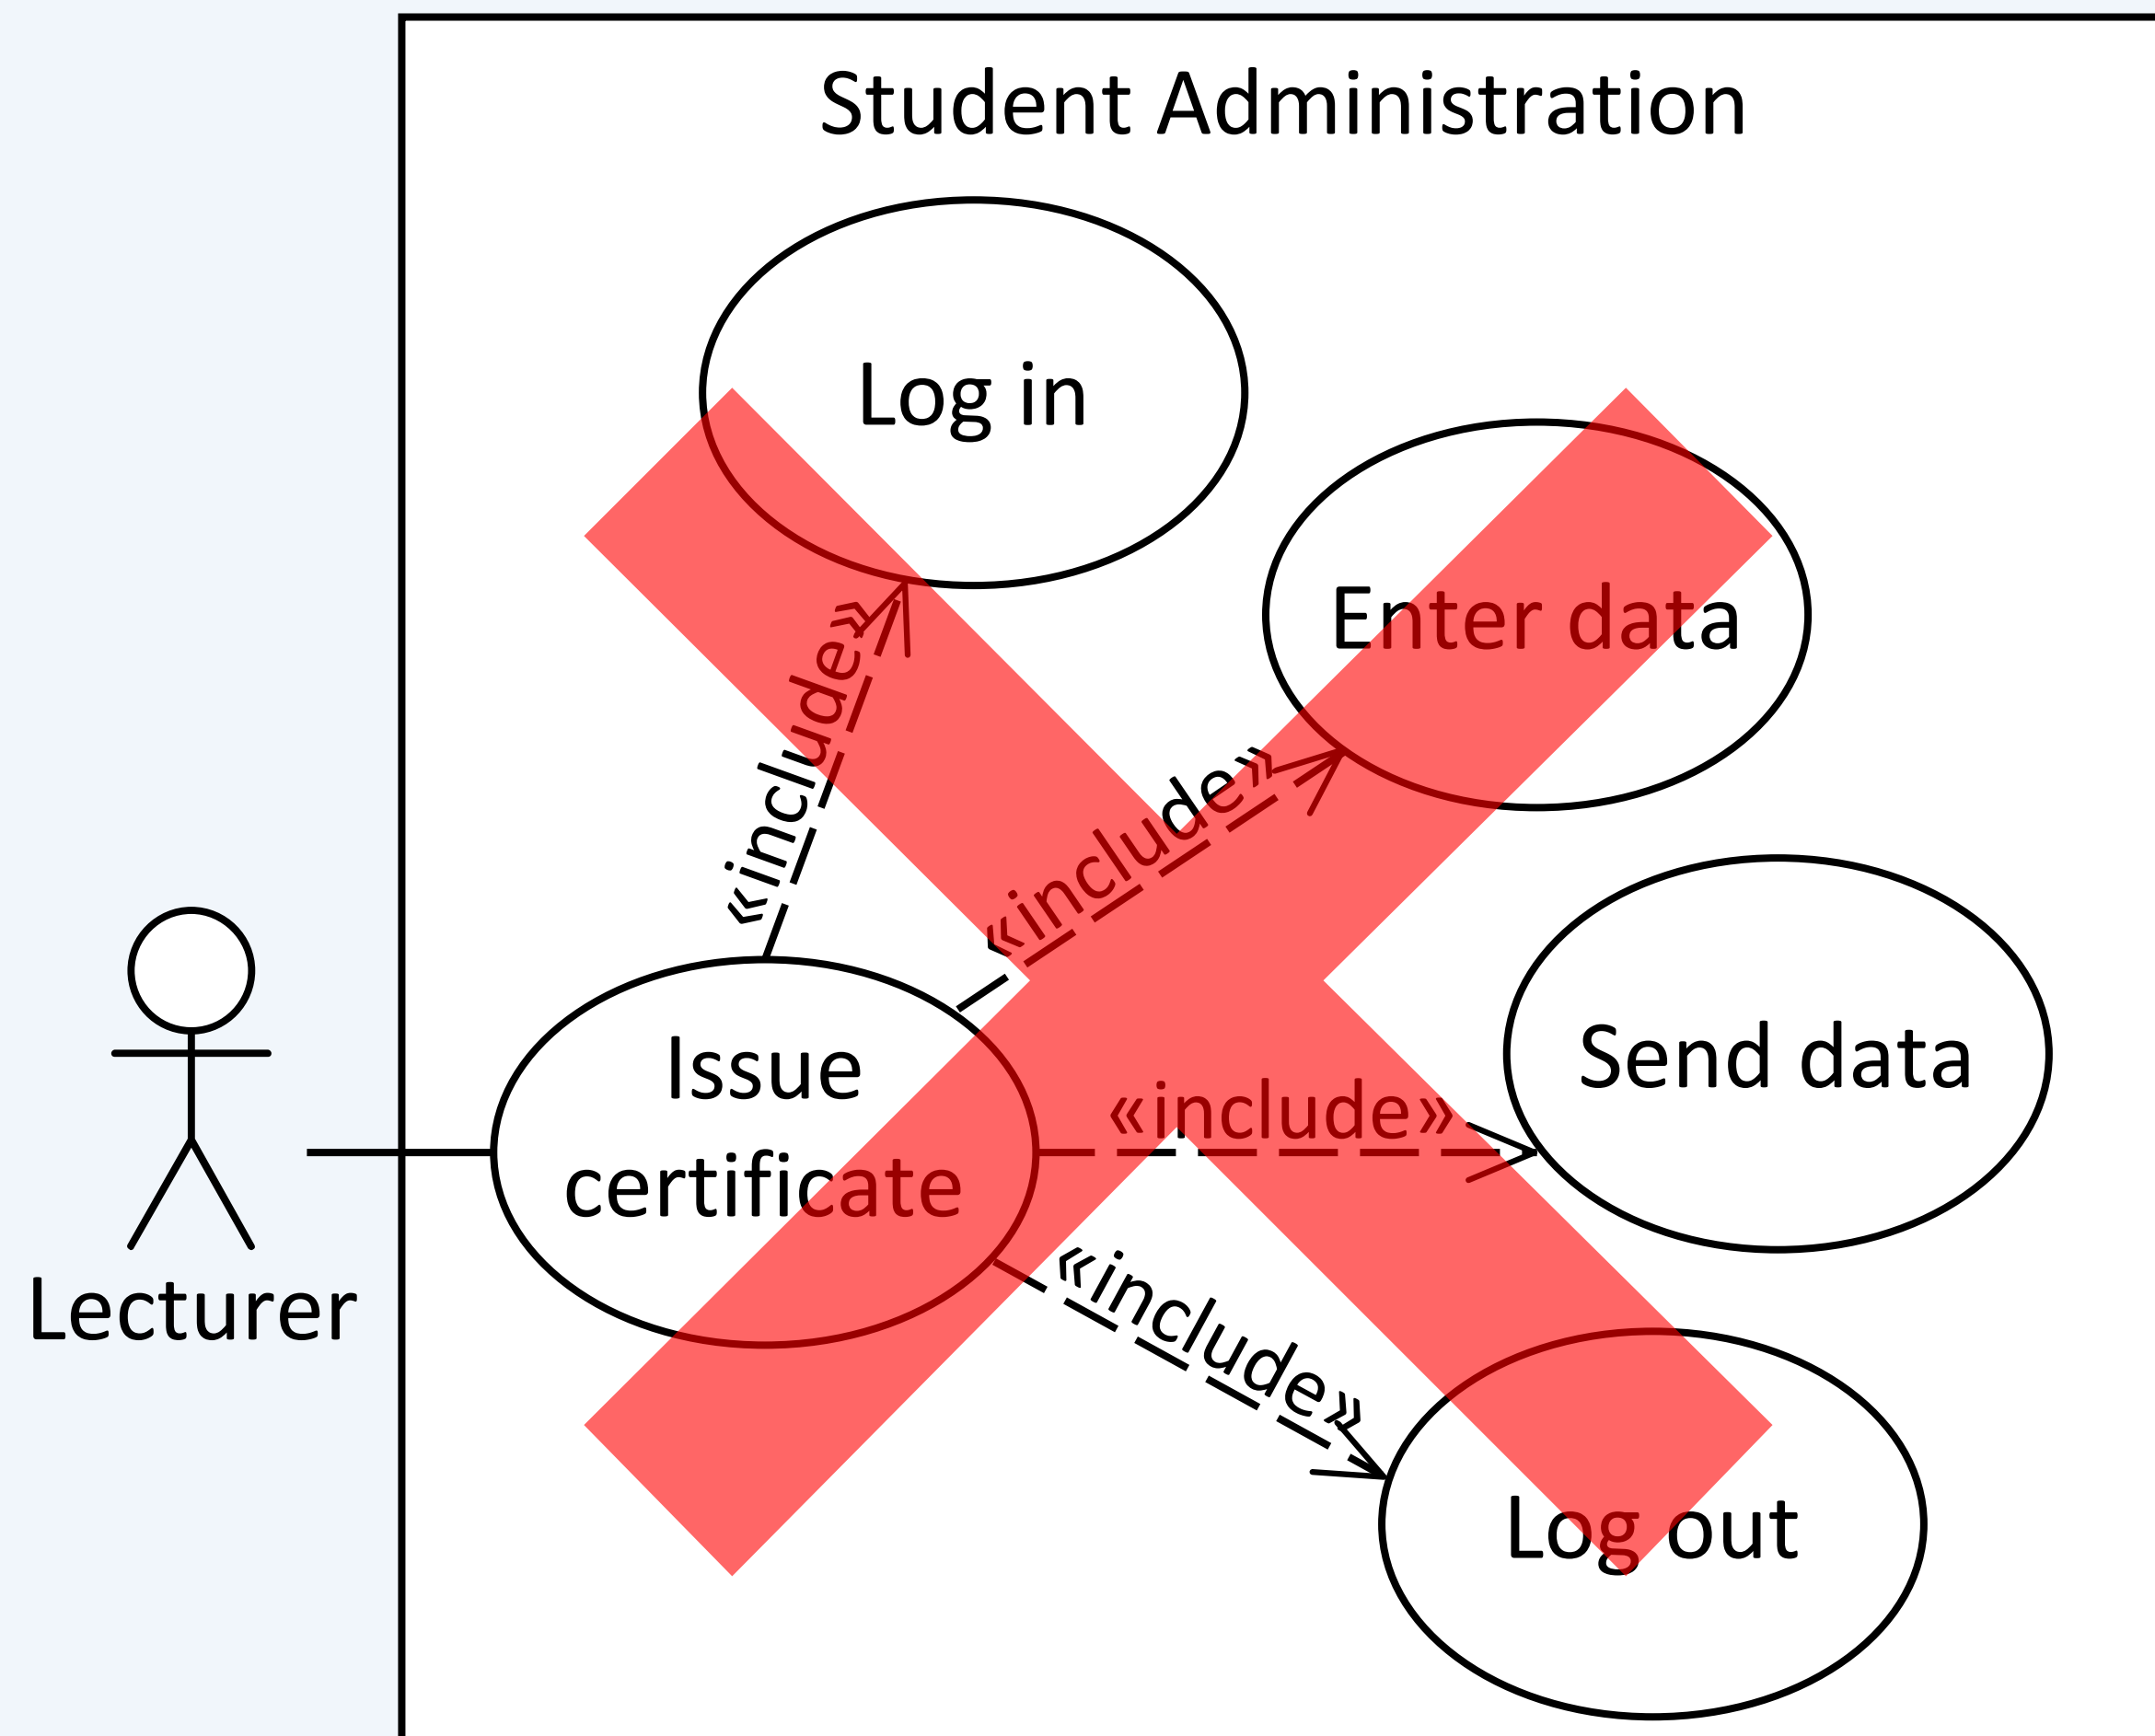 Student Administration
Log in
Enter data
«include»
«include»
Send data
Issue
certificate
«include»
Lecturer
«include»
Log out